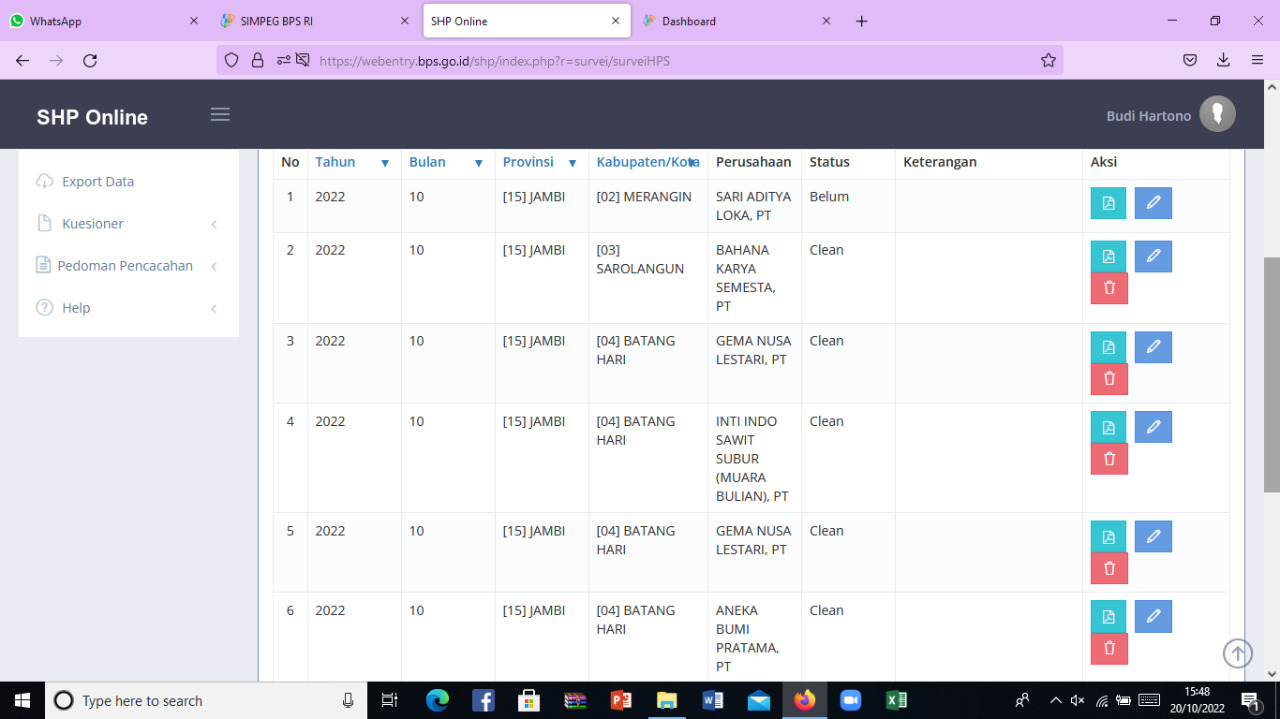 WhatsApp
SIMPEG BPS RI
SHP Online
Dashboard
https://webentry.bps.go.id/shp/index.php?r=survei/surveiHPS
SHP Online
Budi Hartono
Export Data
Kuesioner
Pedoman Pencacahan
Help
No Tahun Bulan Provinsi Kabupaten/Kota Perusahaan Status Keterangan Aksi
1 2022 10 [15] JAMBI [02] MERANGIN SARI ADITYA Belum
LOKA, PT
2 2022 10 [15] JAMBI [03] BAHANA Clean
SAROLANGUN KARYA
SEMESTA,
PT
3 2022 10 [15] JAMBI [04] BATANG GEMA NUSA Clean
HARI LESTARI, PT
4 2022 10 [15] JAMBI [04] BATANG INTI INDO Clean
HARI SAWIT
SUBUR
(MUARA
BULIAN), PT
5 2022 10 [15] JAMBI [04] BATANG GEMA NUSA Clean
HARI LESTARI, PT
6 2022 10 [15] JAMBI [04] BATANG ANEKA Clean
HARI BUMI
PRATAMA,
PT
Type here to search
15:48
20/10/2022
1